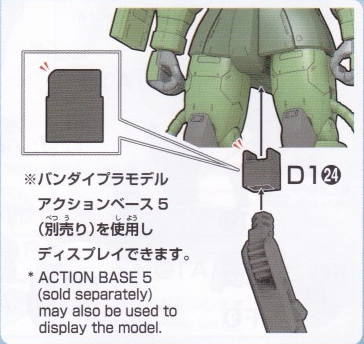 D1㉔
※バンダイプラモデル
アクションベース5
(別売り)を使用し
ディスプレイできます。
* ACTION BASE 5
(sold separately)
may also be used to
display the model.